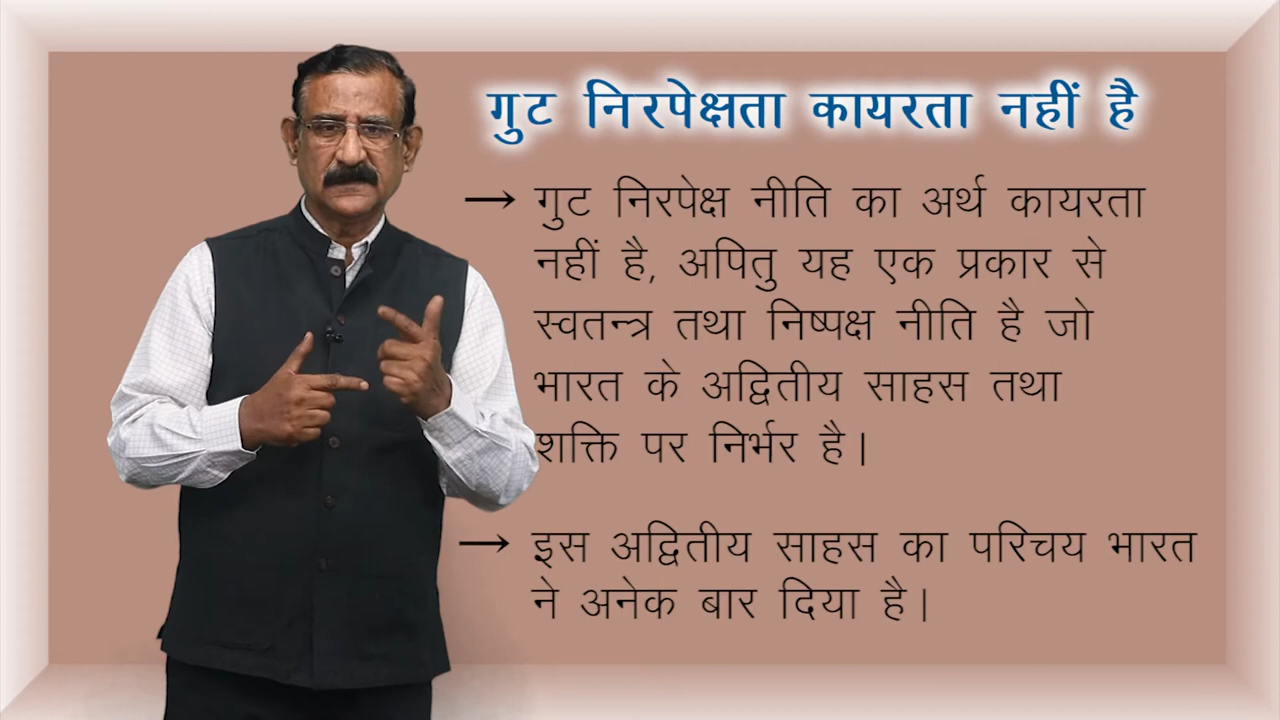 गुट निरपेक्षता कायरता नहीं है
→ गुट निरपेक्ष नीति का अर्थ कायरता
नहीं है, अपितु यह एक प्रकार से
स्वतन्त्र तथा निष्पक्ष नीति है जो
भारत के अद्वितीय साहस तथा
शक्ति पर निर्भर है।
→ इस अद्वितीय साहस का परिचय भारत
ने अनेक बार दिया है।